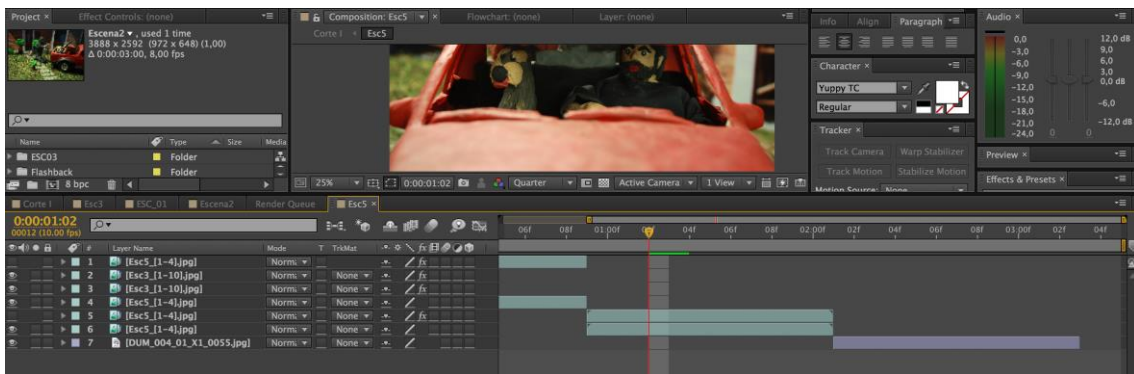 Project × Effect Controls: (none)
Escena2 ▾, used 1 time
3888 x 2592 (972 x 648) (1,00)
Δ 0:00:03:00, 8,00 fps
Name Type Size Media
ESC03 Folder
Flashback Folder
8 bpc
Composition: Esc5 × Flowchart: (none) Layer: (none)
Corte I Esc5
25% 0:00:01:02 Quarter Active Camera 1 View
Info Align Paragraph
Character ×
Yuppy TC
Regular
Tracker ×
Track Camera Warp Stabilizer
Track Motion Stabilize Motion
Motion Source: None
Audio ×
0,0 12,0 dB
-3,0 9,0
-6,0 6,0
-9,0 3,0
-12,0 0,0 dB
-15,0
-18,0 -6,0
-21,0
-24,0 0 0 -12,0 dB
Preview ×
Effects & Presets ×
Corte I Esc3 ESC_01 Escena2 Render Queue Esc5 ×
0:00:01:02
00012 (10.00 fps)
06f 08f 01:00f 04f 06f 08f 02:00f 02f 04f 06f 08f 03:00f 02f 04f
# Layer Name Mode T TrkMat
1 [Esc5_[1-4].jpg] Norm.
2 [Esc3_[1-10].jpg] Norm. None
3 [Esc3_[1-10].jpg] Norm. None
4 [Esc5_[1-4].jpg] Norm. None
5 [Esc5_[1-4].jpg] Norm. None
6 [Esc5_[1-4].jpg] Norm. None
7 [DUM_004_01_X1_0055.jpg] Norm. None